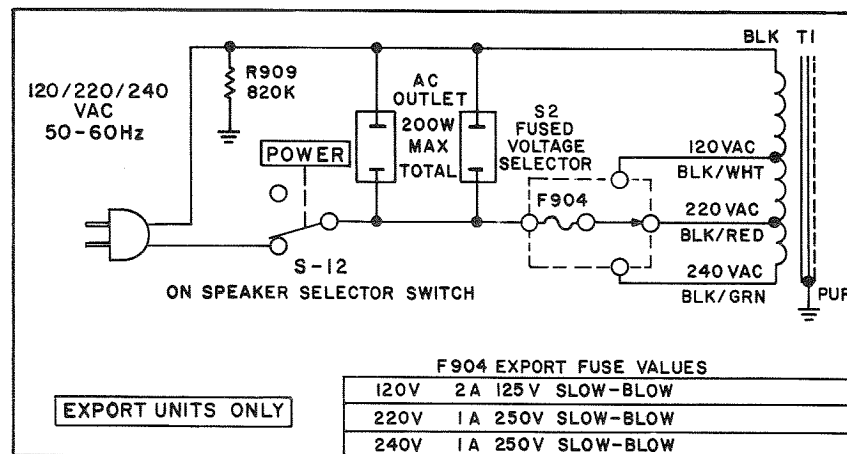 BLK T1
R909
820K
120/220/240
VAC
50-60Hz
AC
OUTLET
200W
MAX
TOTAL
S2
FUSED
VOLTAGE
SELECTOR
POWER
F904
120VAC
BLK/WHT
220VAC
BLK/RED
240VAC
BLK/GRN
PUR
S-12
ON SPEAKER SELECTOR SWITCH
EXPORT UNITS ONLY
F904 EXPORT FUSE VALUES
120V 2A 125V SLOW-BLOW
220V 1A 250V SLOW-BLOW
240V 1A 250V SLOW-BLOW